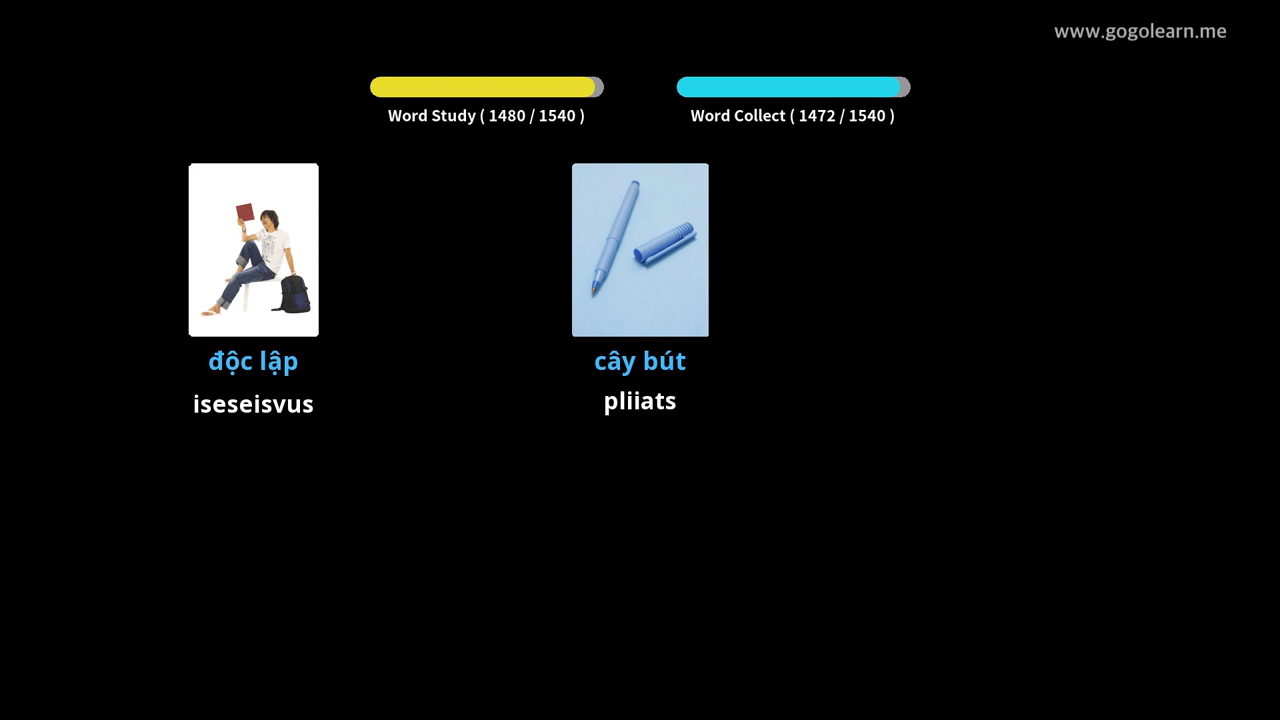 www.gogolearn.me
Word Study ( 1480 / 1540 )
Word Collect ( 1472 / 1540 )
độc lập
iseseisvus
cây bút
pliiats